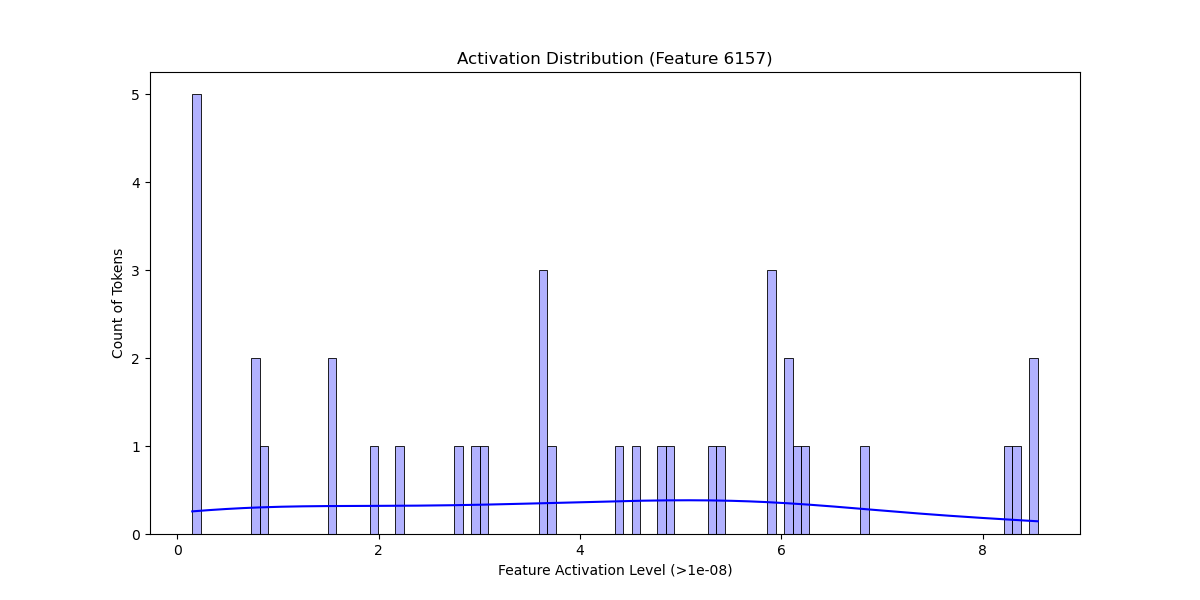 Activation Distribution (Feature 6157)
Count of Tokens
5
4
3
2
1
0
0 2 4 6 8
Feature Activation Level (>1e-08)